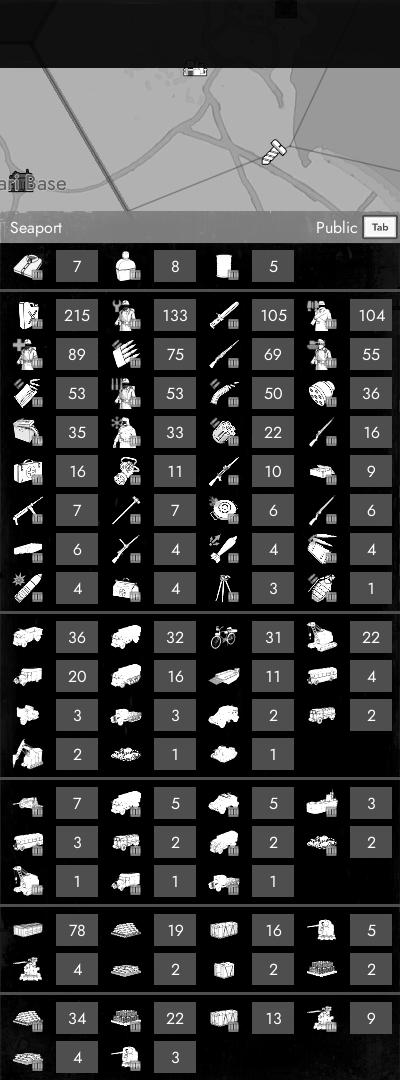 ari Base
Seaport Public Tab
7 8 5
215 133 105 104
89 75 69 55
53 53 50 36
35 33 22 16
16 11 10 9
7 7 6 6
6 4 4 4
4 4 3 1
36 32 31 22
20 16 11 4
3 3 2 2
2 1 1
7 5 5 3
3 2 2 2
1 1 1
78 19 16 5
4 2 2 2
34 22 13 9
4 3